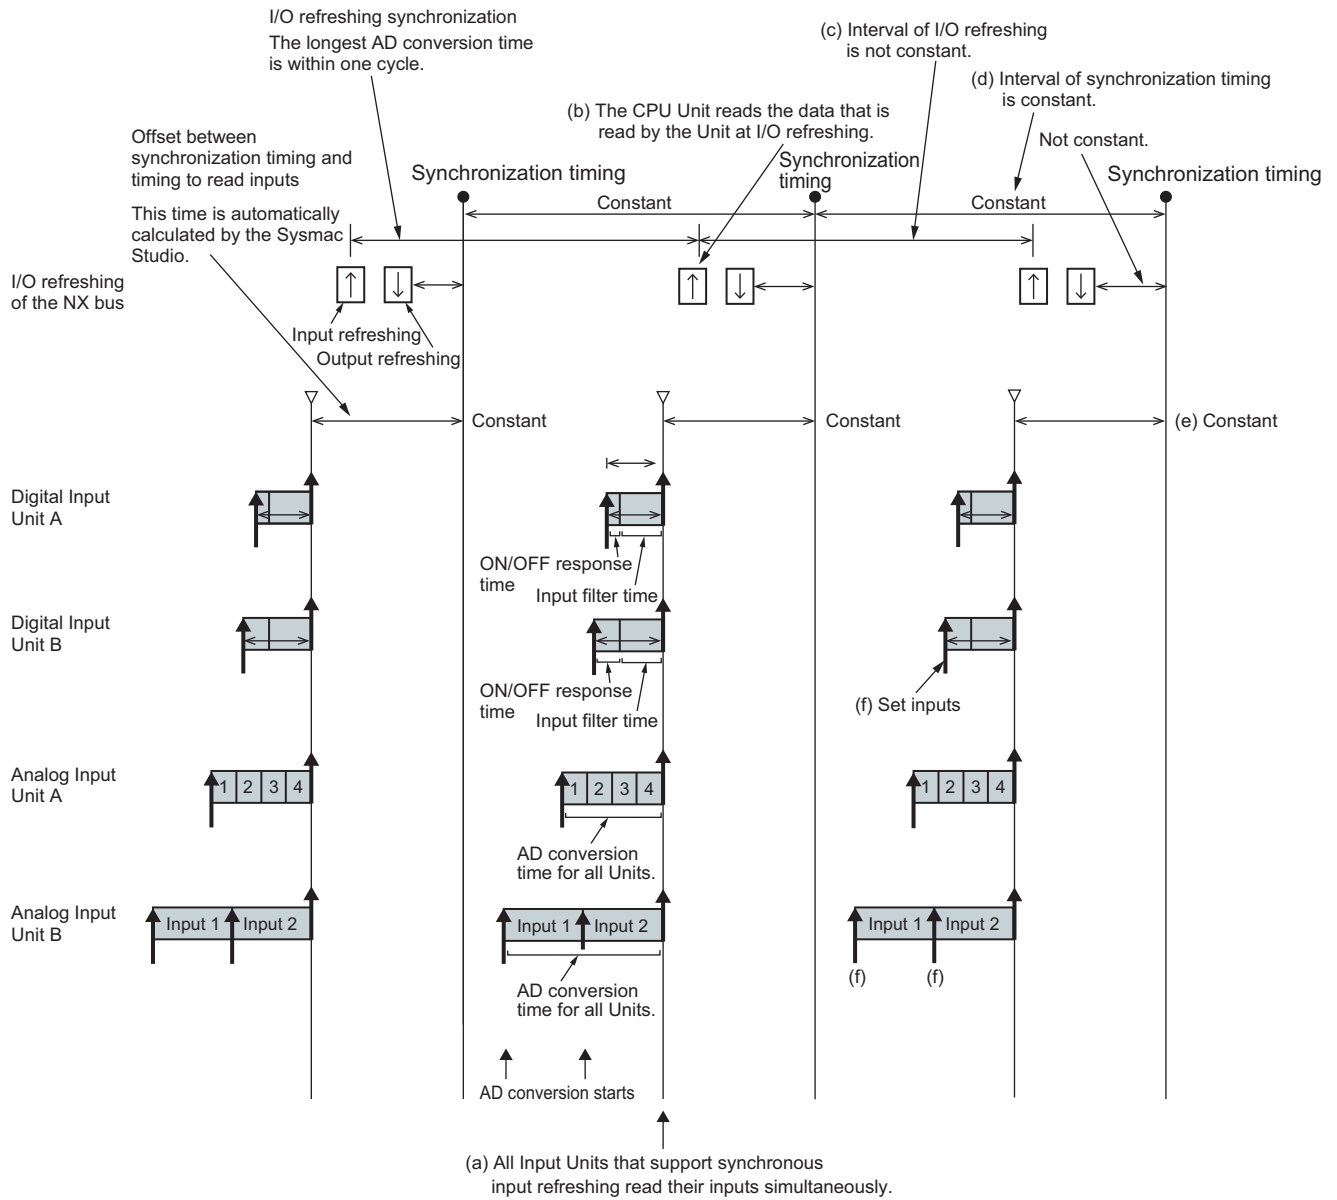 I/O refreshing synchronization
The longest AD conversion time
is within one cycle.
(c) Interval of I/O refreshing
is not constant.
(d) Interval of synchronization timing
is constant.
(b) The CPU Unit reads the data that is
read by the Unit at I/O refreshing.
Not constant.
Offset between
synchronization timing and
timing to read inputs
Synchronization timing
Synchronization
timing
Synchronization timing
This time is automatically
calculated by the Sysmac
Studio.
Constant
Constant
I/O refreshing
of the NX bus
Input refreshing
Output refreshing
Constant
Constant
(e) Constant
Digital Input
Unit A
ON/OFF response
time
Input filter time
Digital Input
Unit B
ON/OFF response
time
Input filter time
(f) Set inputs
Analog Input
Unit A
1 2 3 4
1 2 3 4
1 2 3 4
AD conversion
time for all Units.
Analog Input
Unit B
Input 1 Input 2
Input 1 Input 2
Input 1 Input 2
(f) (f)
AD conversion
time for all Units.
AD conversion starts
(a) All Input Units that support synchronous
input refreshing read their inputs simultaneously.